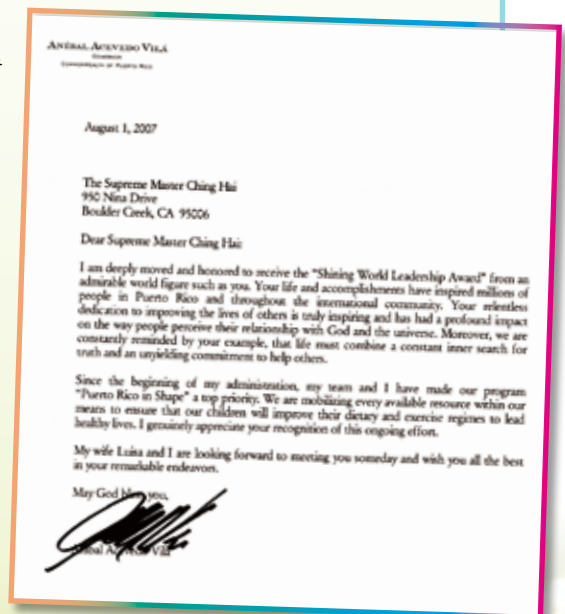 ANÍBAL ACEVEDO VILÁ
GOVERNOR
COMMONWEALTH OF PUERTO RICO
August 1, 2007
The Supreme Master Ching Hai
950 Nina Drive
Boulder Creek, CA 95006
Dear Supreme Master Ching Hai:
I am deeply moved and honored to receive the "Shining World Leadership Award" from an
admirable world figure such as you. Your life and accomplishments have inspired millions of
people in Puerto Rico and throughout the international community. Your relentless
dedication to improving the lives of others is truly inspiring and has had a profound impact
on the way people perceive their relationship with God and the universe. Moreover, we are
constantly reminded by your example, that life must combine a constant inner search for
truth and an unyielding commitment to help others.
Since the beginning of my administration, my team and I have made our program
"Puerto Rico in Shape" a top priority. We are mobilizing every available resource within our
means to ensure that our children will improve their dietary and exercise regimes to lead
healthy lives. I genuinely appreciate your recognition of this ongoing effort.
My wife Luisa and I are looking forward to meeting you someday and wish you all the best
in your remarkable endeavors.
May God bless you,
Aníbal Acevedo Vilá